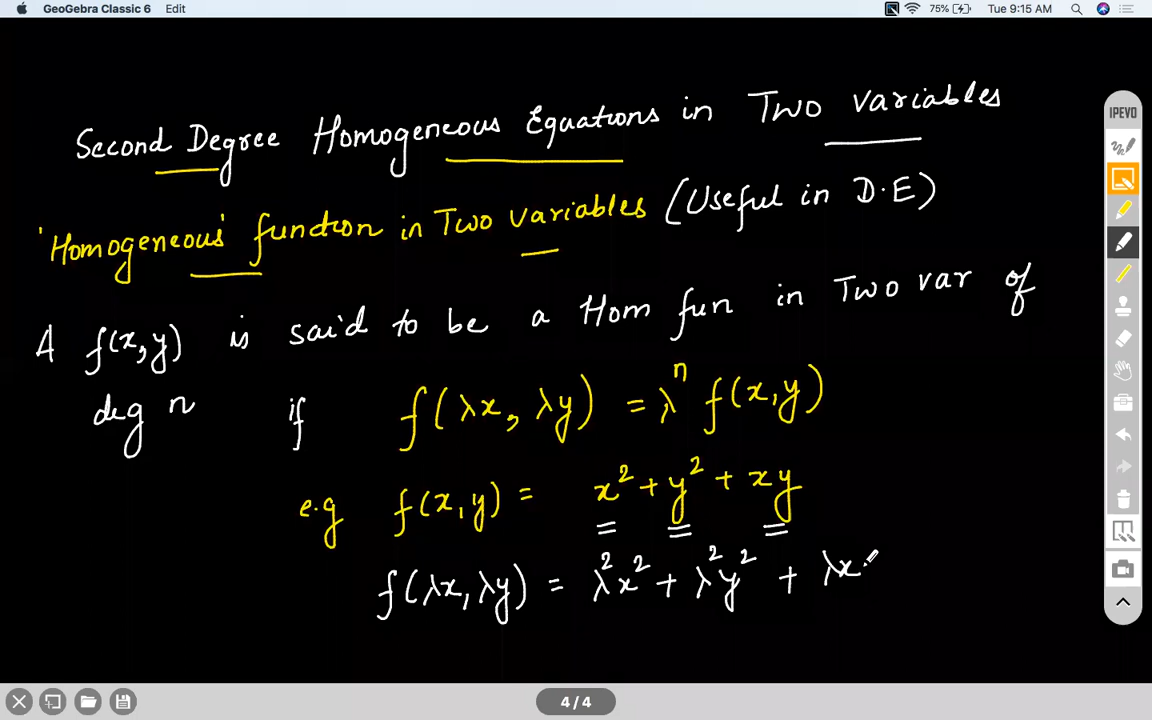 GeoGebra Classic 6 Edit 75% Tue 9:15 AM
Second Degree Homogeneous Equations in Two variables
'Homogeneous' function in Two variables (Useful in D.E)
A f(x,y) is said to be a Hom fun in Two var of
deg n if f(λx, λy) = λⁿ f(x,y)
e.g f(x,y) = x² + y² + xy
f(λx, λy) = λ²x² + λ²y² + λx.
IPEVO
4/4